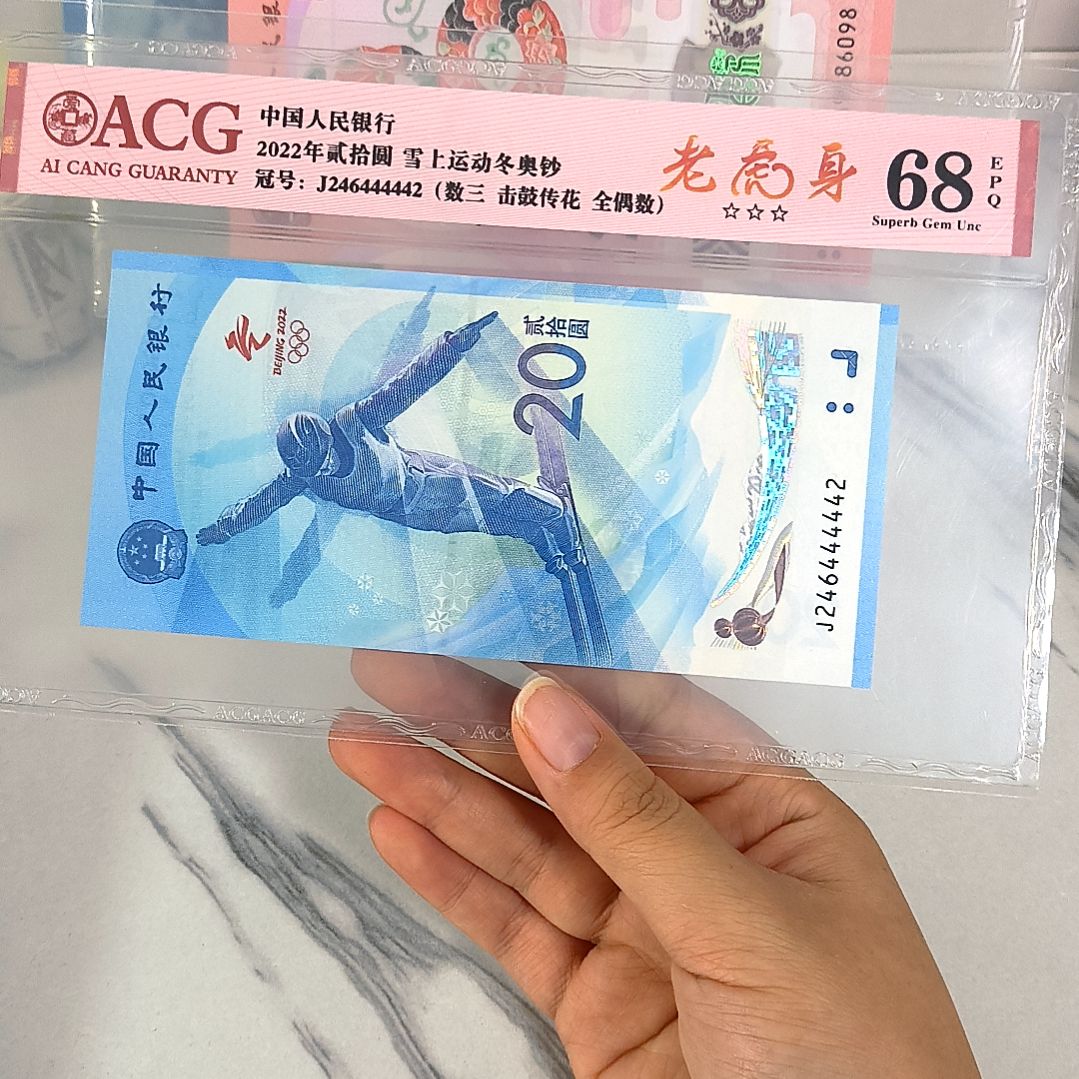 86098
ACG
AI CANG GUARANTY
中国人民银行
2022年贰拾圆 雪上运动冬奥钞
冠号：J246444442（数三 击鼓传花 全偶数）
老虎身
☆☆☆
68
EPQ
Superb Gem Unc
中国人民银行
BEIJING 2022
贰拾圆
20
J246444442
ACGACG